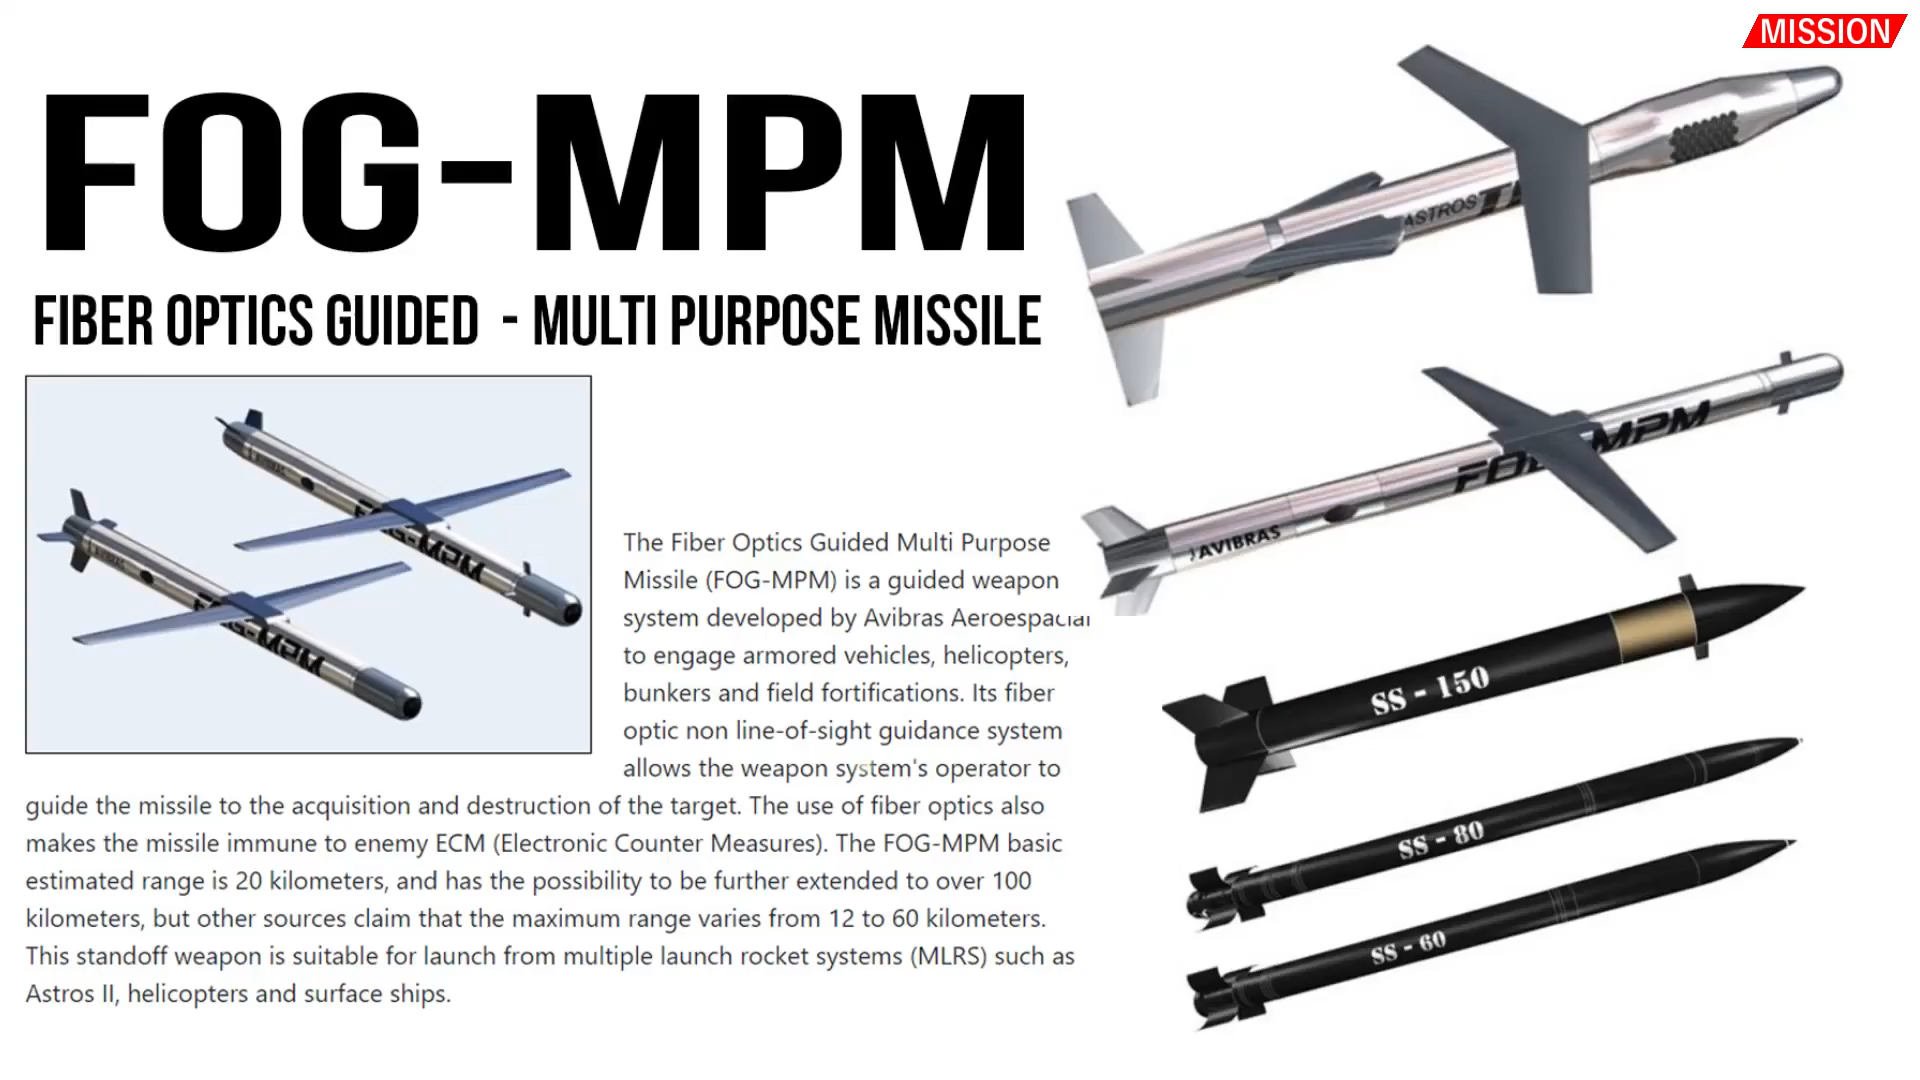 MISSION
FOG-MPM
FIBER OPTICS GUIDED - MULTI PURPOSE MISSILE
The Fiber Optics Guided Multi Purpose
Missile (FOG-MPM) is a guided weapon
system developed by Avibras Aeroespacial
to engage armored vehicles, helicopters,
bunkers and field fortifications. Its fiber
optic non line-of-sight guidance system
allows the weapon system's operator to
guide the missile to the acquisition and destruction of the target. The use of fiber optics also
makes the missile immune to enemy ECM (Electronic Counter Measures). The FOG-MPM basic
estimated range is 20 kilometers, and has the possibility to be further extended to over 100
kilometers, but other sources claim that the maximum range varies from 12 to 60 kilometers.
This standoff weapon is suitable for launch from multiple launch rocket systems (MLRS) such as
Astros II, helicopters and surface ships.
AVIBRAS
MPM
AVIBRAS
MPM
ASTROS
AVIBRAS
MPM
SS - 150
SS - 80
SS - 60